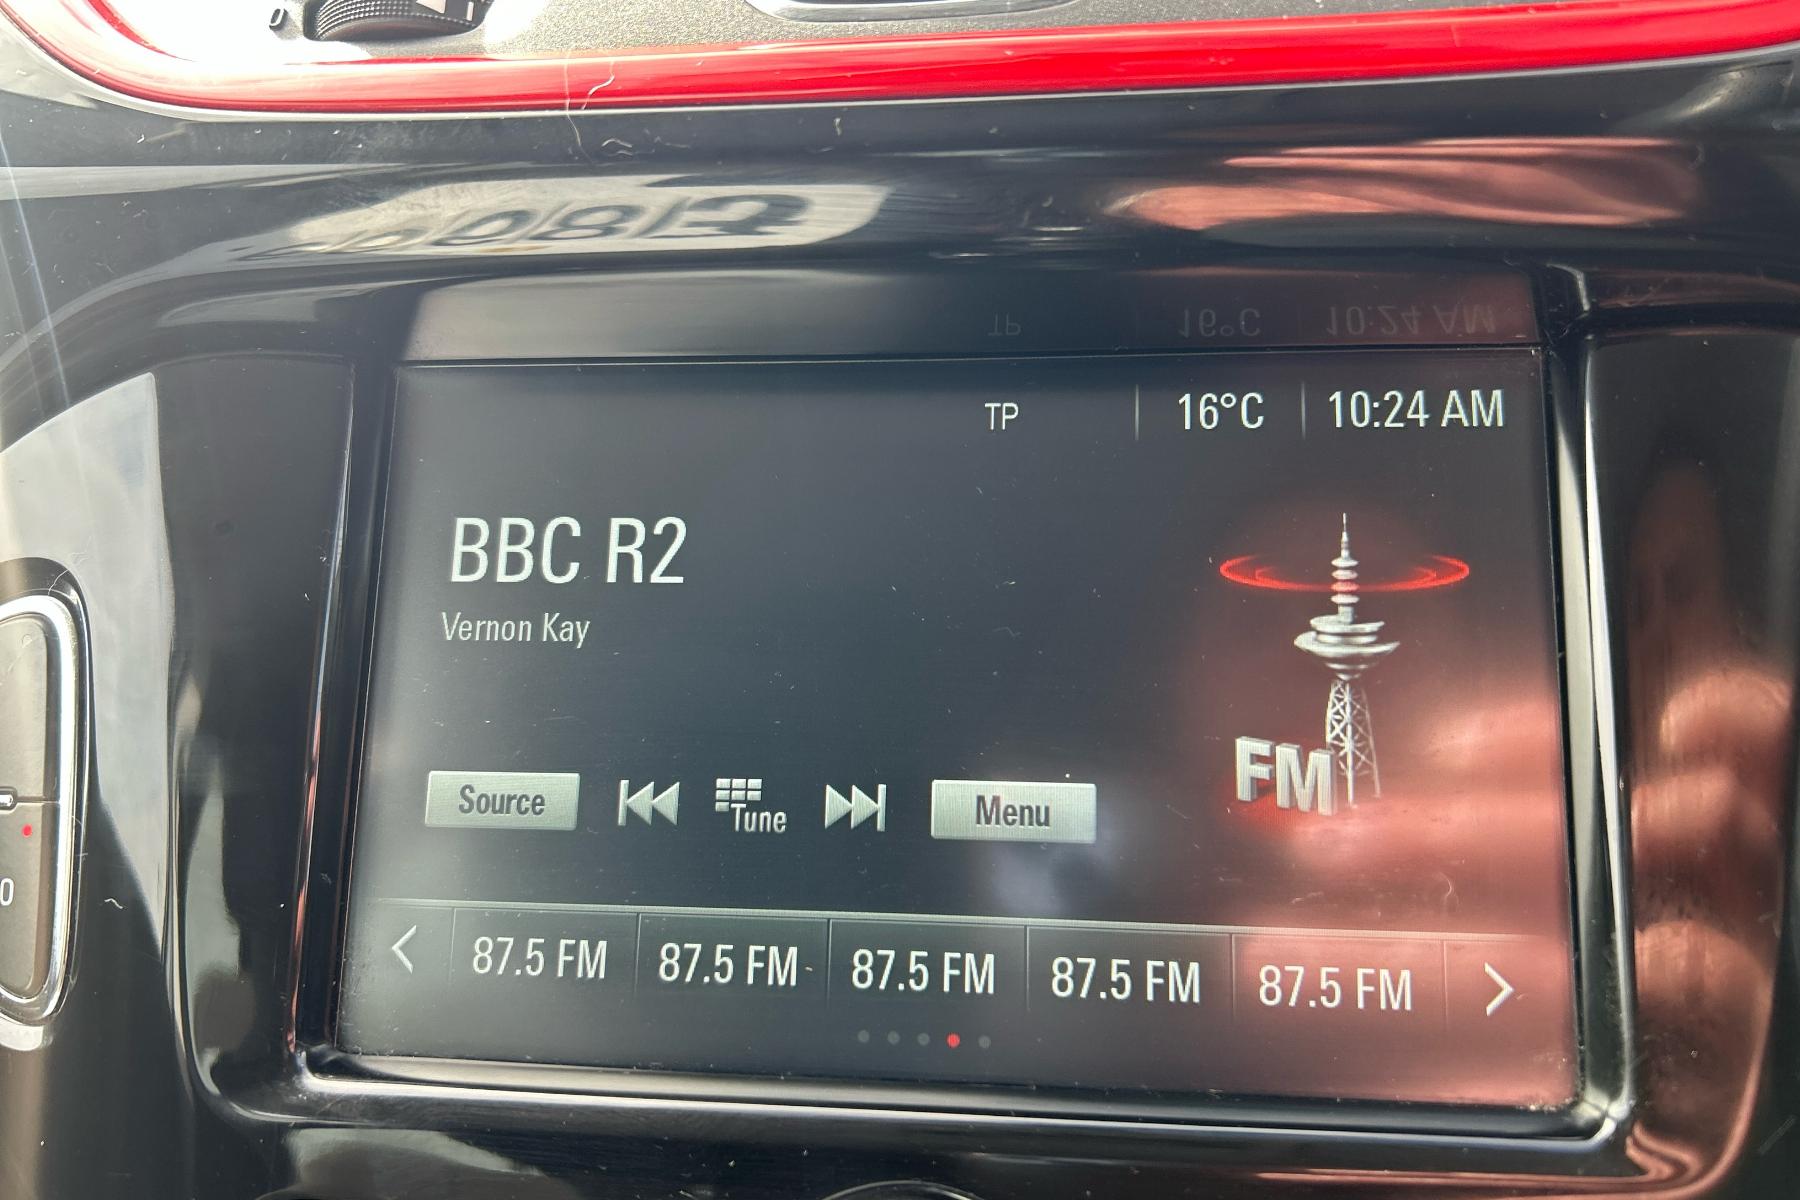 TP 16°C 10:24 AM
BBC R2
Vernon Kay
Source Tune Menu
FM
87.5 FM 87.5 FM 87.5 FM 87.5 FM 87.5 FM